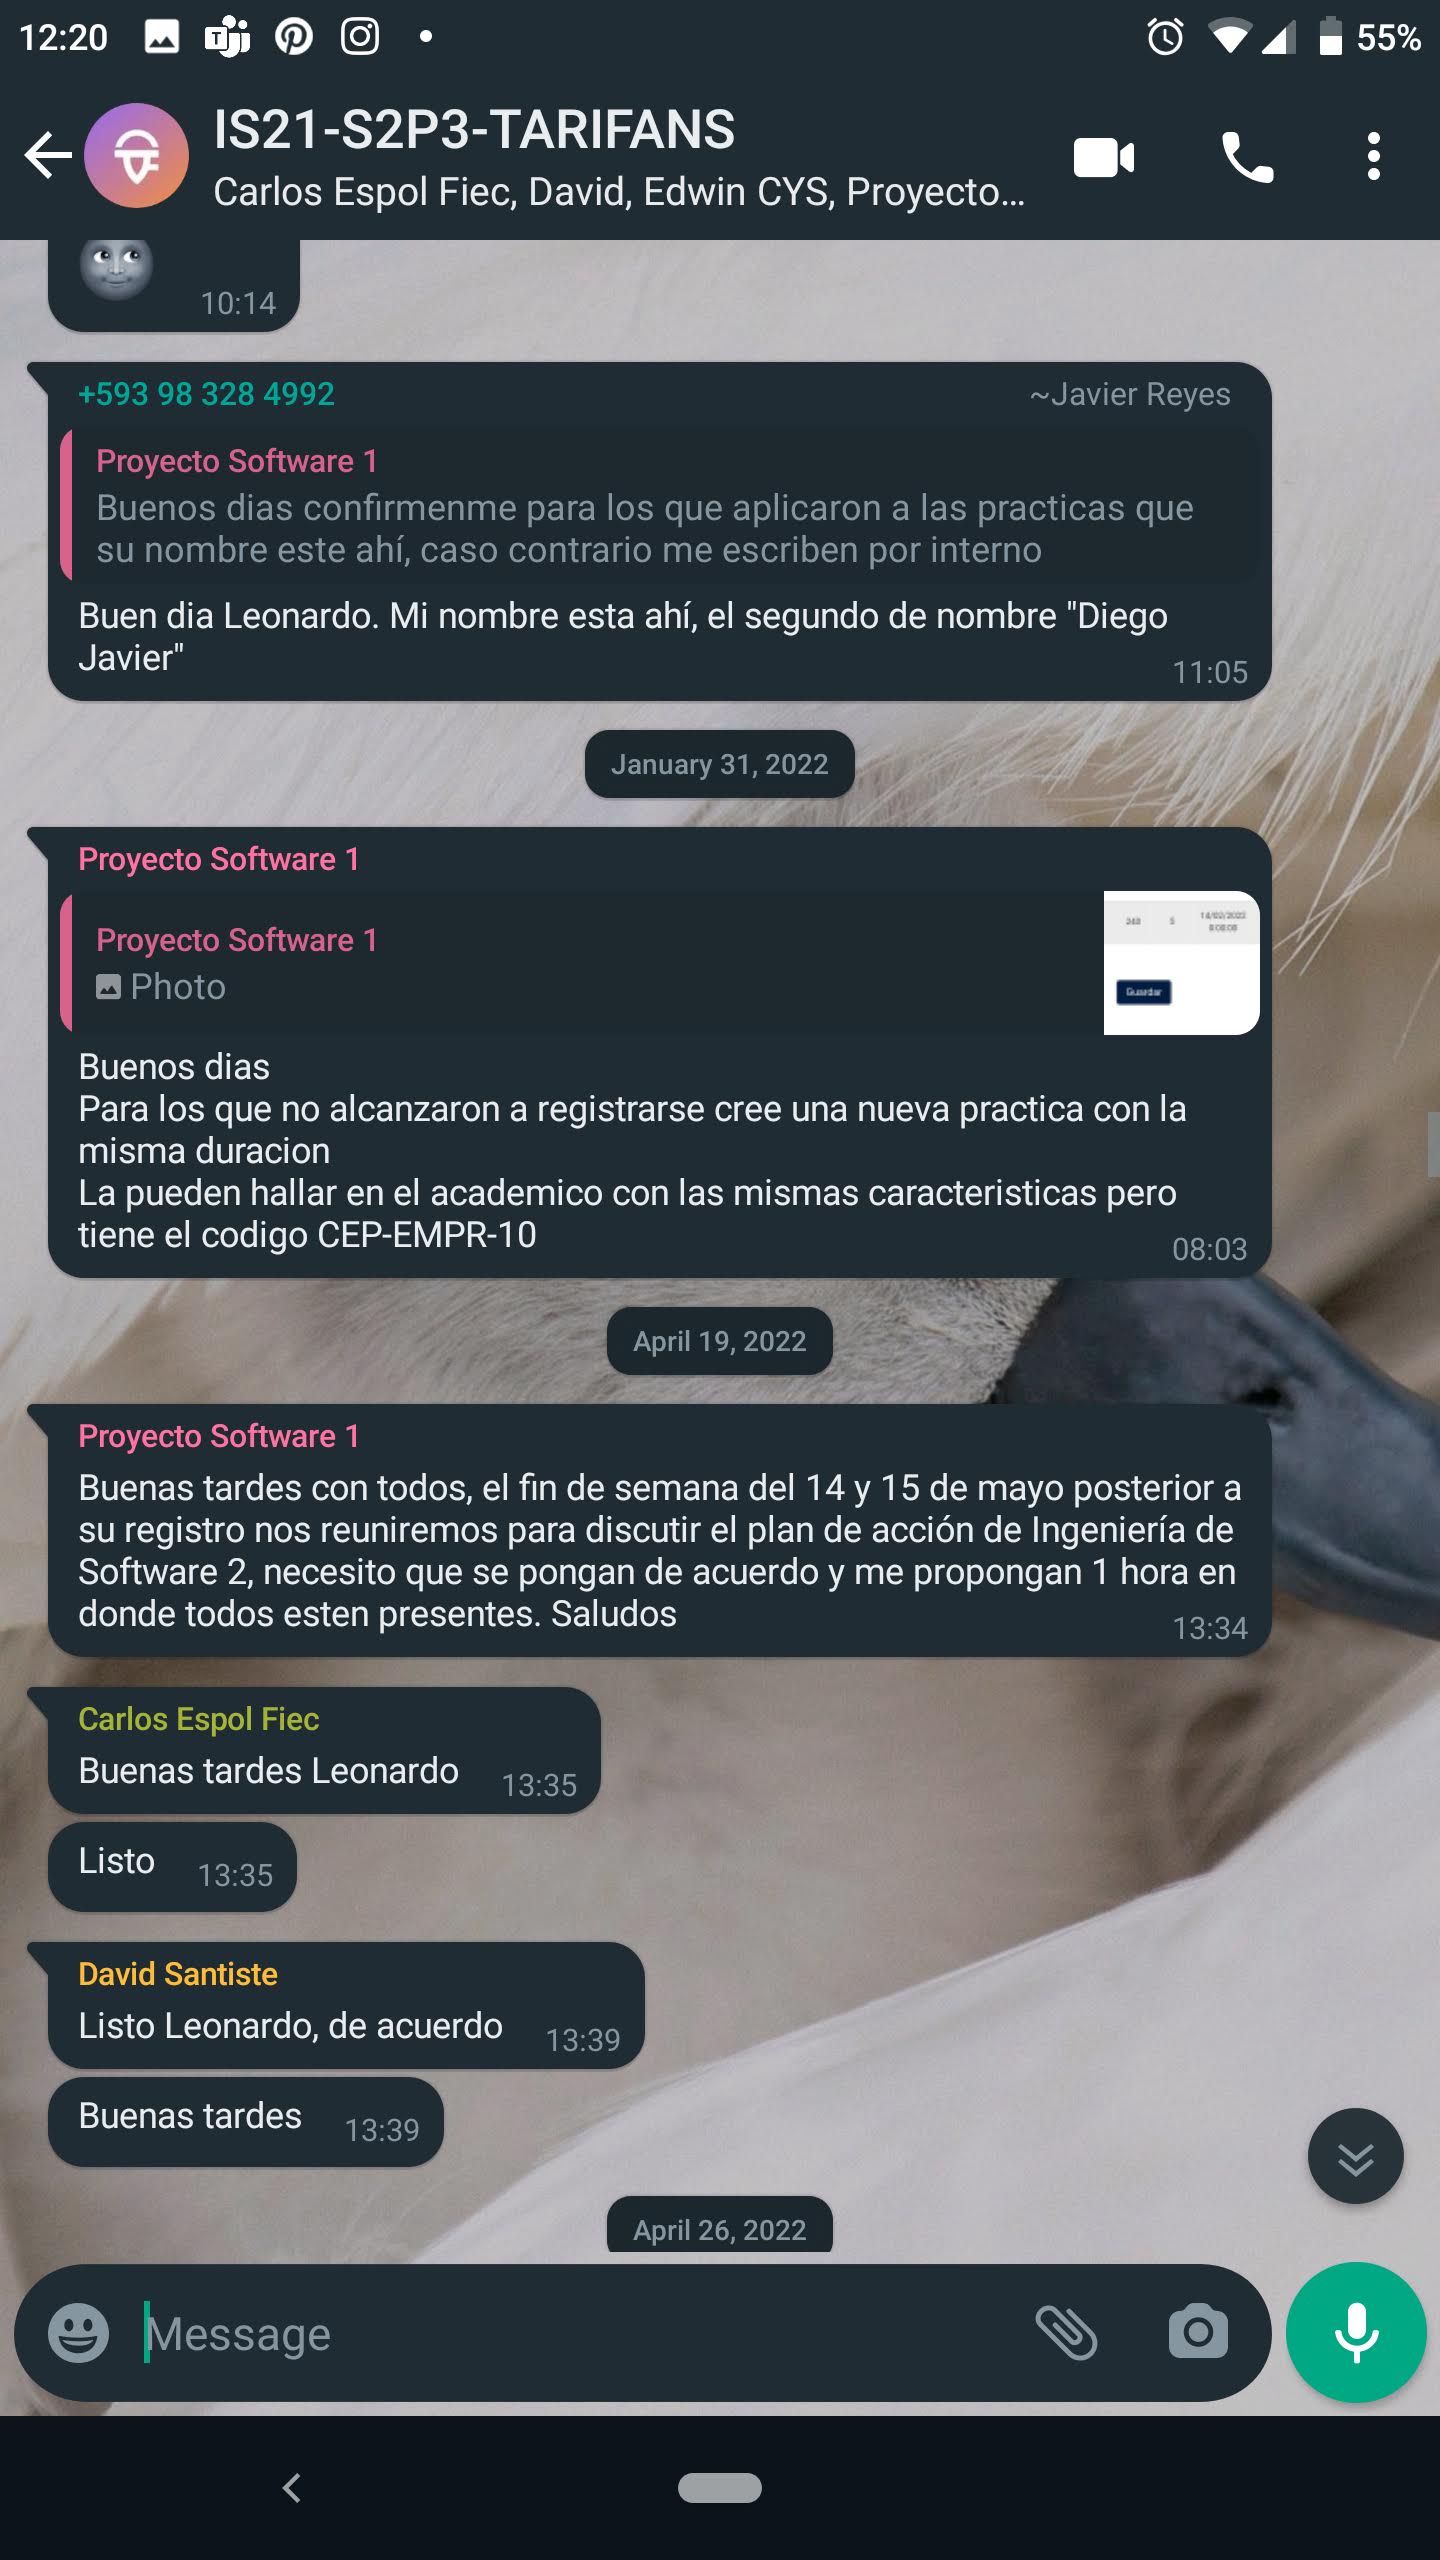 12:20
55%
IS21-S2P3-TARIFANS
Carlos Espol Fiec, David, Edwin CYS, Proyecto...
10:14
+593 98 328 4992 ~Javier Reyes
Proyecto Software 1
Buenos dias confirmenme para los que aplicaron a las practicas que
su nombre este ahí, caso contrario me escriben por interno
Buen dia Leonardo. Mi nombre esta ahí, el segundo de nombre "Diego
Javier"
11:05
January 31, 2022
Proyecto Software 1
Proyecto Software 1
Photo
14/02/2022
Guardar
Buenos dias
Para los que no alcanzaron a registrarse cree una nueva practica con la
misma duracion
La pueden hallar en el academico con las mismas caracteristicas pero
tiene el codigo CEP-EMPR-10
08:03
April 19, 2022
Proyecto Software 1
Buenas tardes con todos, el fin de semana del 14 y 15 de mayo posterior a
su registro nos reuniremos para discutir el plan de acción de Ingeniería de
Software 2, necesito que se pongan de acuerdo y me propongan 1 hora en
donde todos esten presentes. Saludos
13:34
Carlos Espol Fiec
Buenas tardes Leonardo 13:35
Listo 13:35
David Santiste
Listo Leonardo, de acuerdo 13:39
Buenas tardes 13:39
April 26, 2022
Message